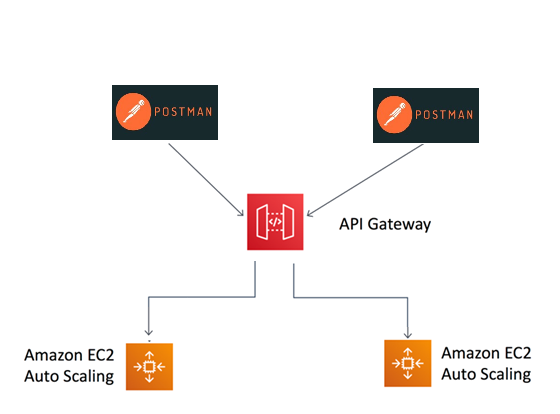 POSTMAN
POSTMAN
</>
API Gateway
Amazon EC2
Auto Scaling
Amazon EC2
Auto Scaling